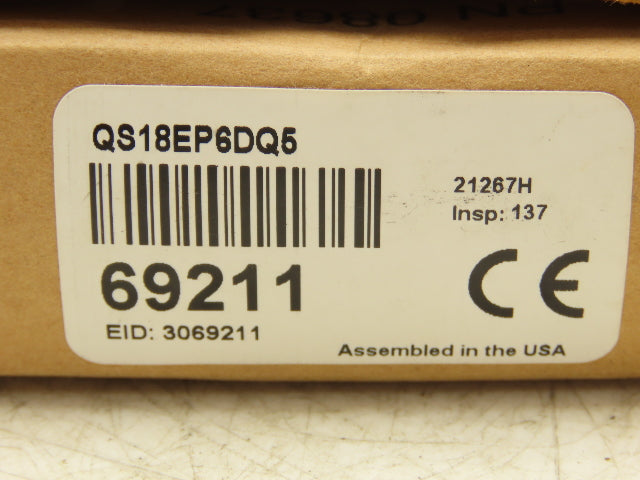 QS18EP6DQ5
21267H
Insp: 137
69211
CE
EID: 3069211
Assembled in the USA